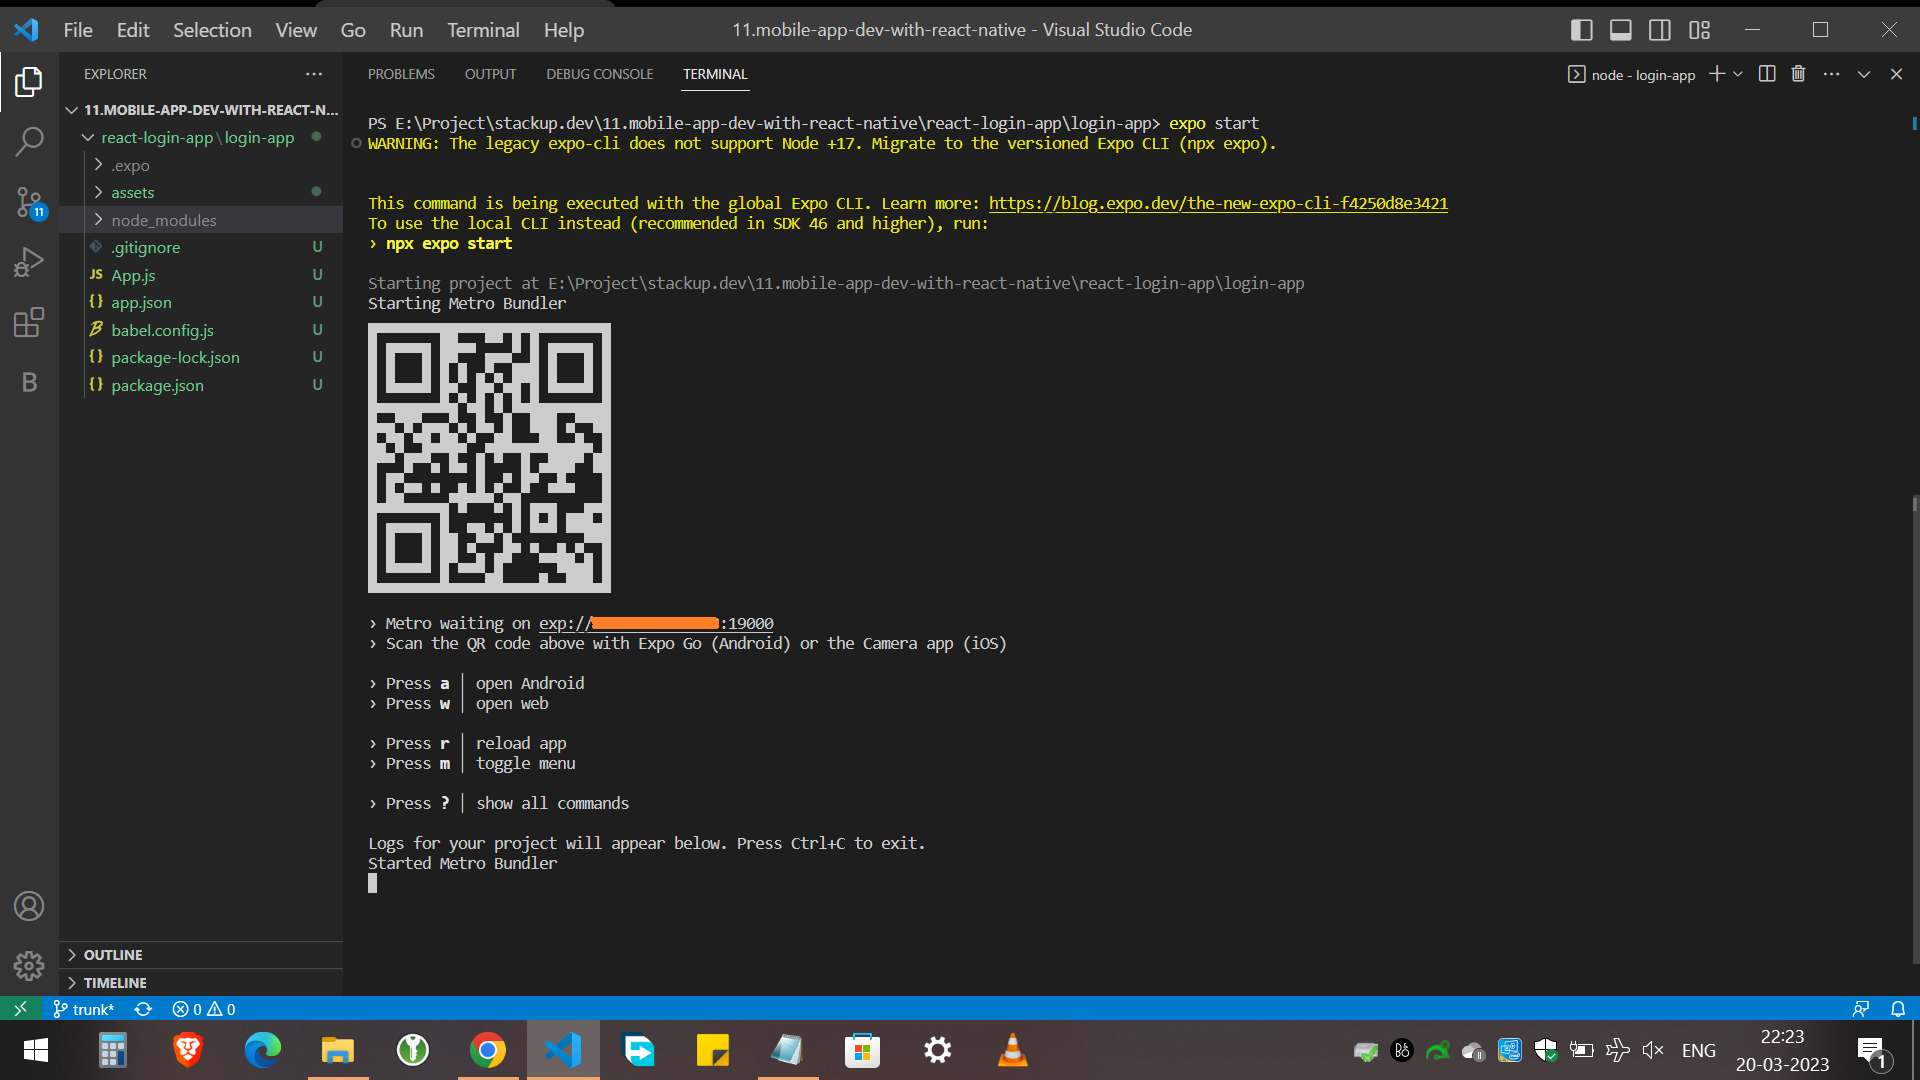 File Edit Selection View Go Run Terminal Help
11.mobile-app-dev-with-react-native - Visual Studio Code
EXPLORER
11.MOBILE-APP-DEV-WITH-REACT-N...
react-login-app\login-app
.expo
assets
node_modules
.gitignore U
JS App.js U
{} app.json U
babel.config.js U
{} package-lock.json U
{} package.json U
11
B
OUTLINE
TIMELINE
PROBLEMS OUTPUT DEBUG CONSOLE TERMINAL
node - login-app
PS E:\Project\stackup.dev\11.mobile-app-dev-with-react-native\react-login-app\login-app> expo start
WARNING: The legacy expo-cli does not support Node +17. Migrate to the versioned Expo CLI (npx expo).
This command is being executed with the global Expo CLI. Learn more: https://blog.expo.dev/the-new-expo-cli-f4250d8e3421
To use the local CLI instead (recommended in SDK 46 and higher), run:
› npx expo start
Starting project at E:\Project\stackup.dev\11.mobile-app-dev-with-react-native\react-login-app\login-app
Starting Metro Bundler
› Metro waiting on exp://:19000
› Scan the QR code above with Expo Go (Android) or the Camera app (iOS)
› Press a │ open Android
› Press w │ open web
› Press r │ reload app
› Press m │ toggle menu
› Press ? │ show all commands
Logs for your project will appear below. Press Ctrl+C to exit.
Started Metro Bundler
trunk* 0 0
ENG
22:23
20-03-2023
1